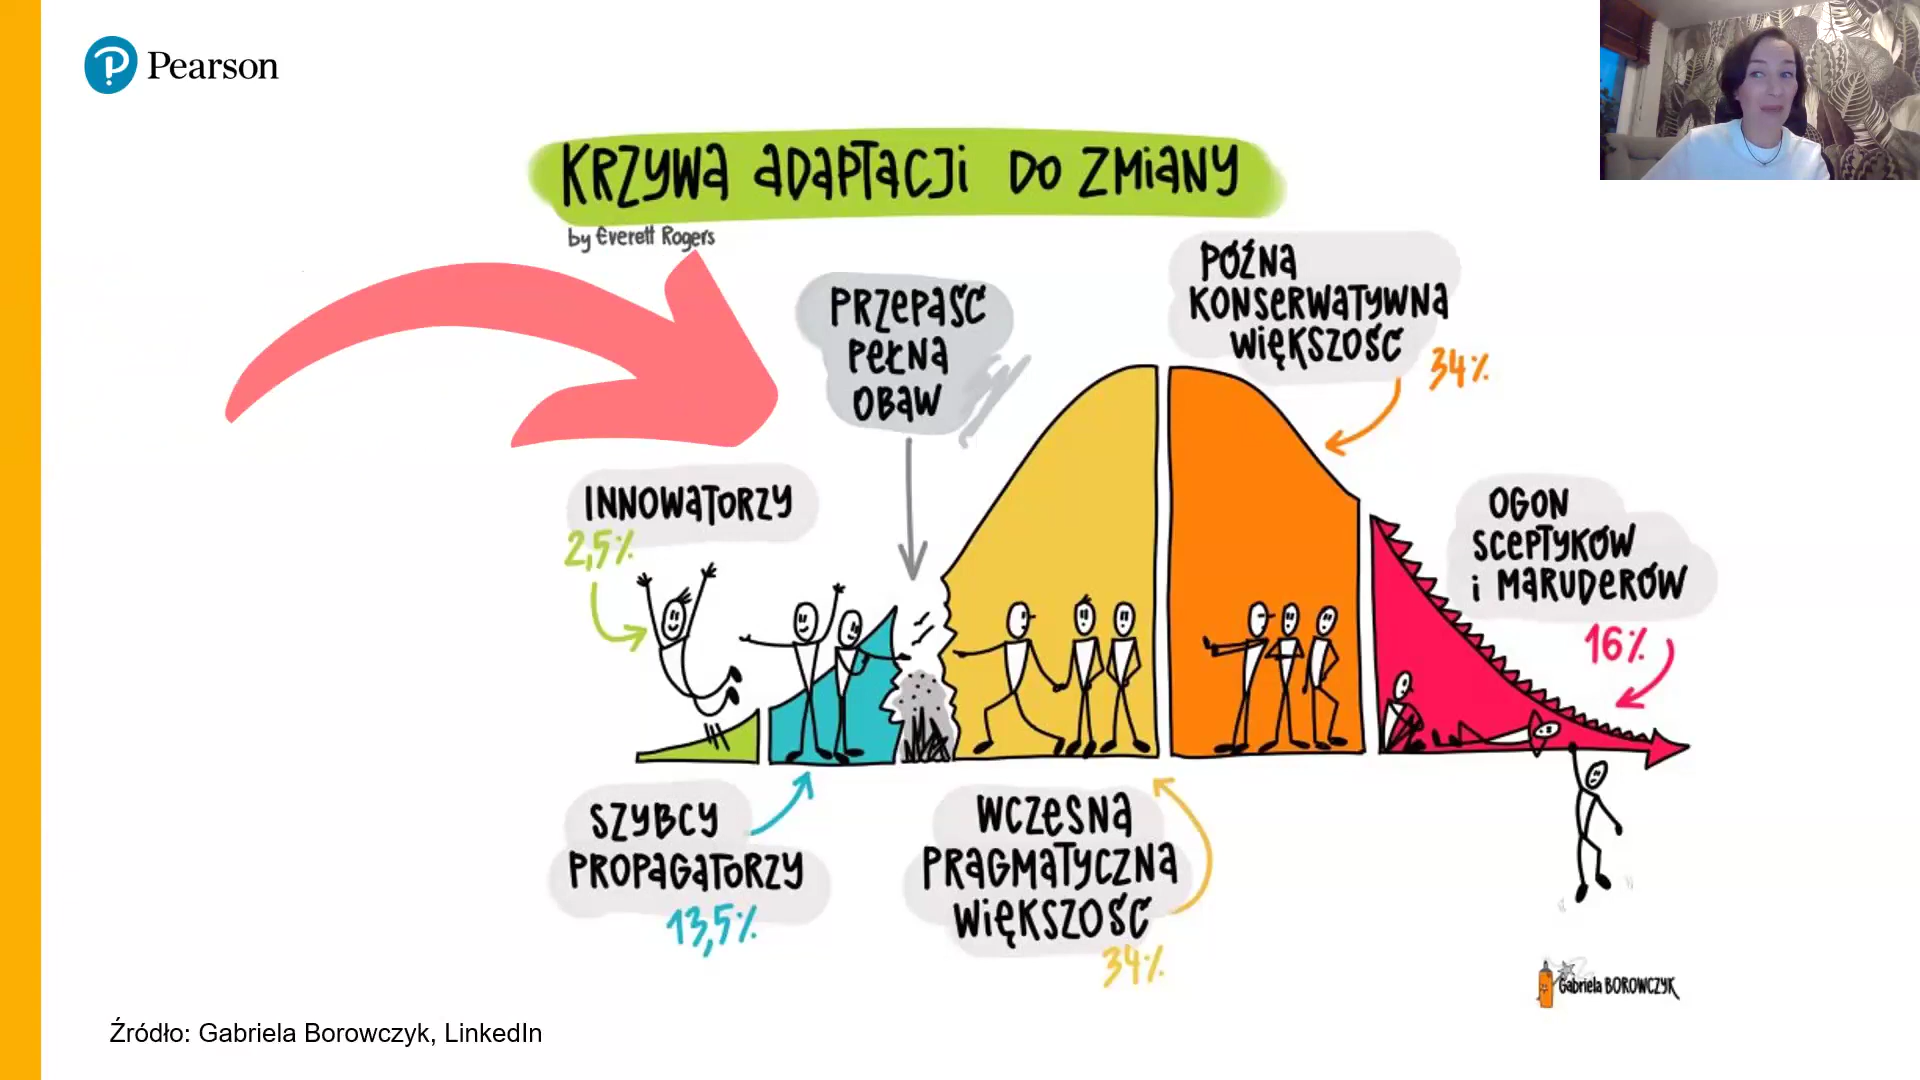 Pearson
KRZYWA ADAPTACJI DO ZMIANY
by Everett Rogers
PRZEPAŚĆ
PEŁNA
OBAW
PÓŹNA
KONSERWATYWNA
WIĘKSZOŚĆ
34%
INNOWATORZY
2,5%
OGON
SCEPTYKÓW
i MARUDERÓW
16%
SZYBCY
PROPAGATORZY
13,5%
WCZESNA
PRAGMATYCZNA
WIĘKSZOŚĆ
34%
Gabriela BOROWCZYK
Źródło: Gabriela Borowczyk, LinkedIn